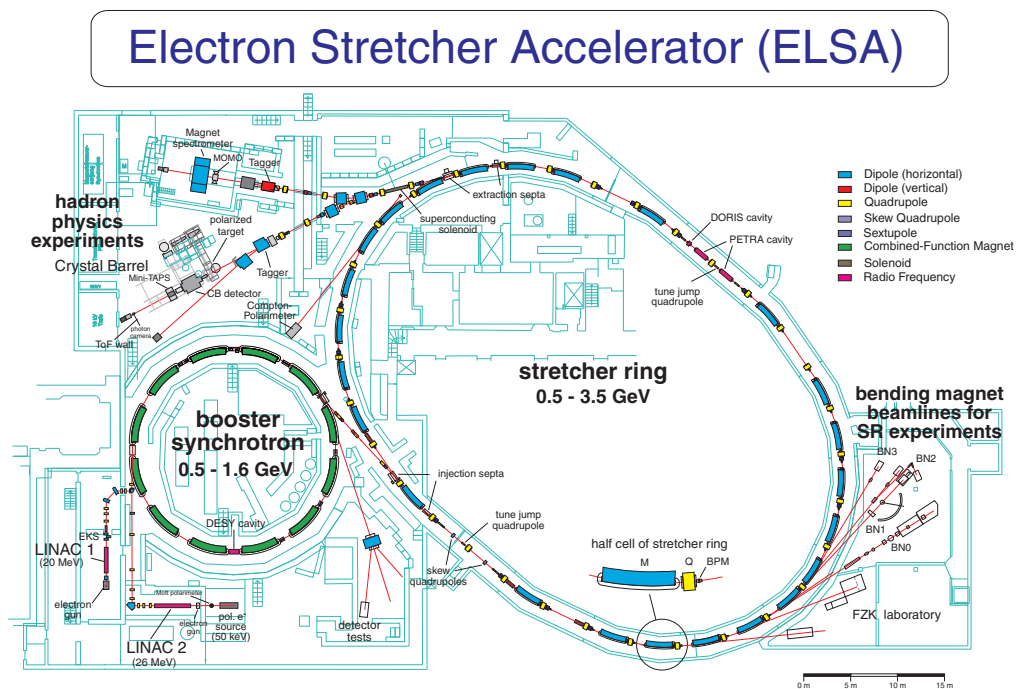 Electron Stretcher Accelerator (ELSA)
Magnet
spectrometer
MOMO
Tagger
hadron
physics
experiments
Crystal Barrel
polarized
target
Tagger
Mini-TAPS
CB detector
photon
camera
ToF wall
Compton-
Polarimeter
extraction septa
superconducting
solenoid
DORIS cavity
PETRA cavity
tune jump
quadrupole
Dipole (horizontal)
Dipole (vertical)
Quadrupole
Skew Quadrupole
Sextupole
Combined-Function Magnet
Solenoid
Radio Frequency
stretcher ring
0.5 - 3.5 GeV
booster
synchrotron
0.5 - 1.6 GeV
DESY cavity
bending magnet
beamlines for
SR experiments
BN3
BN2
BN1
BN0
FZK laboratory
injection septa
tune jump
quadrupole
skew
quadrupoles
half cell of stretcher ring
M
Q
BPM
EKS
LINAC 1
(20 MeV)
electron
gun
Mott polarimeter
electron
gun
pol. e-
source
(50 keV)
LINAC 2
(26 MeV)
detector
tests
0 m
5 m
10 m
15 m